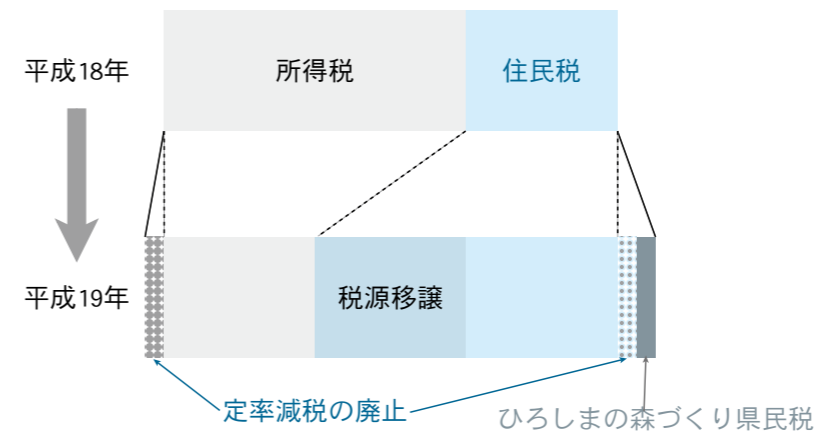 平成18年
所得税
住民税
平成19年
税源移譲
定率減税の廃止
ひろしまの森づくり県民税